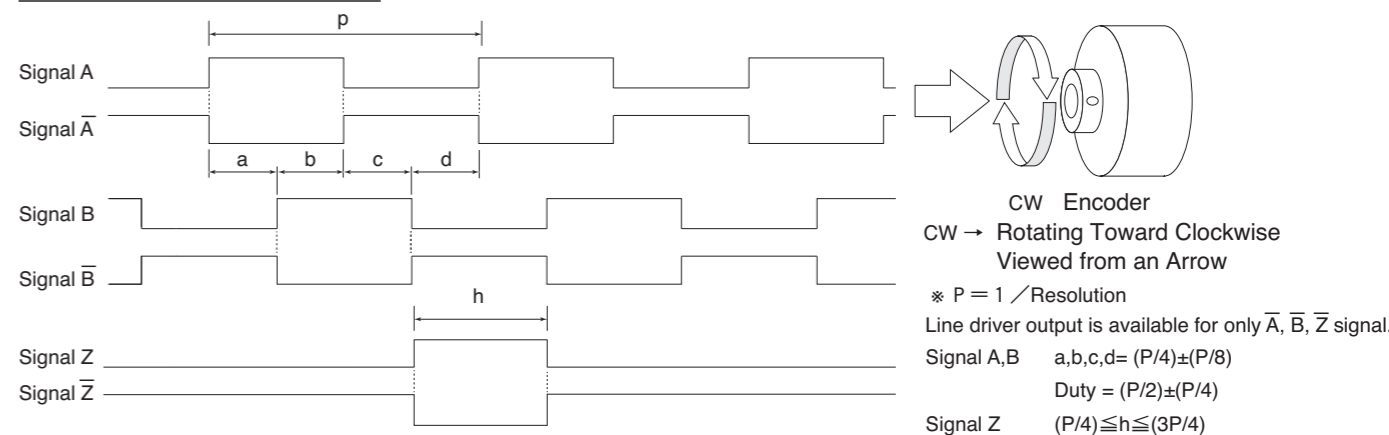 p
Signal A
Signal A̅
a b c d
Signal B
Signal B̅
h
Signal Z
Signal Z̅
CW Encoder
CW → Rotating Toward Clockwise
Viewed from an Arrow
※ P = 1 ／Resolution
Line driver output is available for only A̅, B̅, Z̅ signal.
Signal A,B a,b,c,d= (P/4)±(P/8)
Duty = (P/2)±(P/4)
Signal Z (P/4)≦h≦(3P/4)